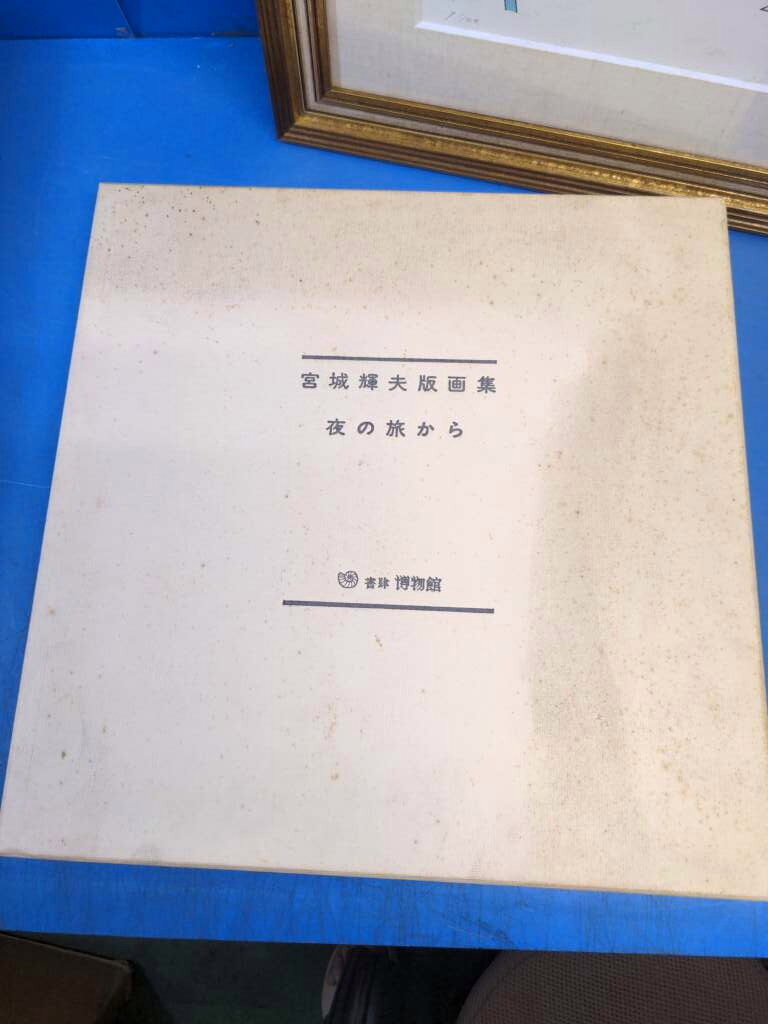 宮城輝夫版画集
夜の旅から
書肆 博物館